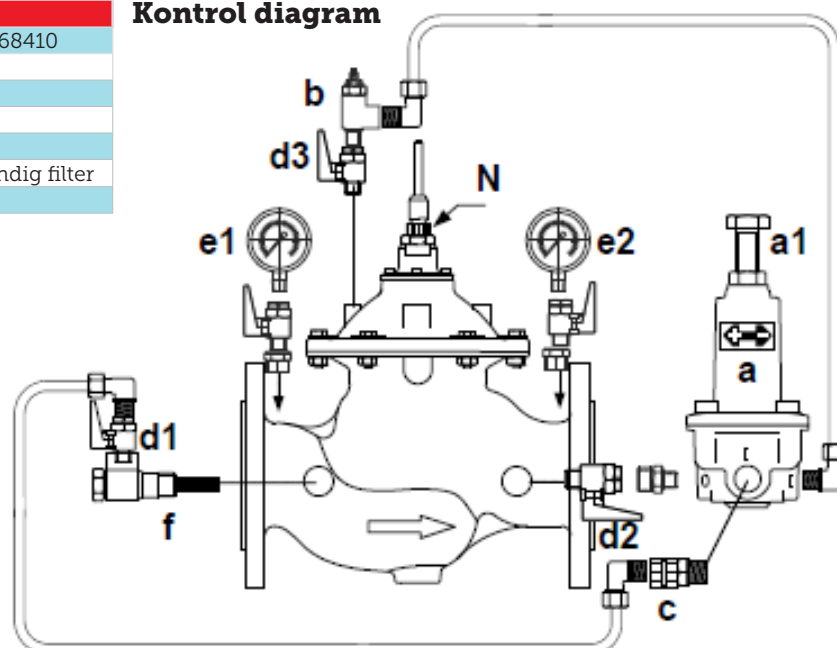 Kontrol diagram
68410
ndig filter
b
d3
N
e1
e2
a1
a
d1
f
d2
c